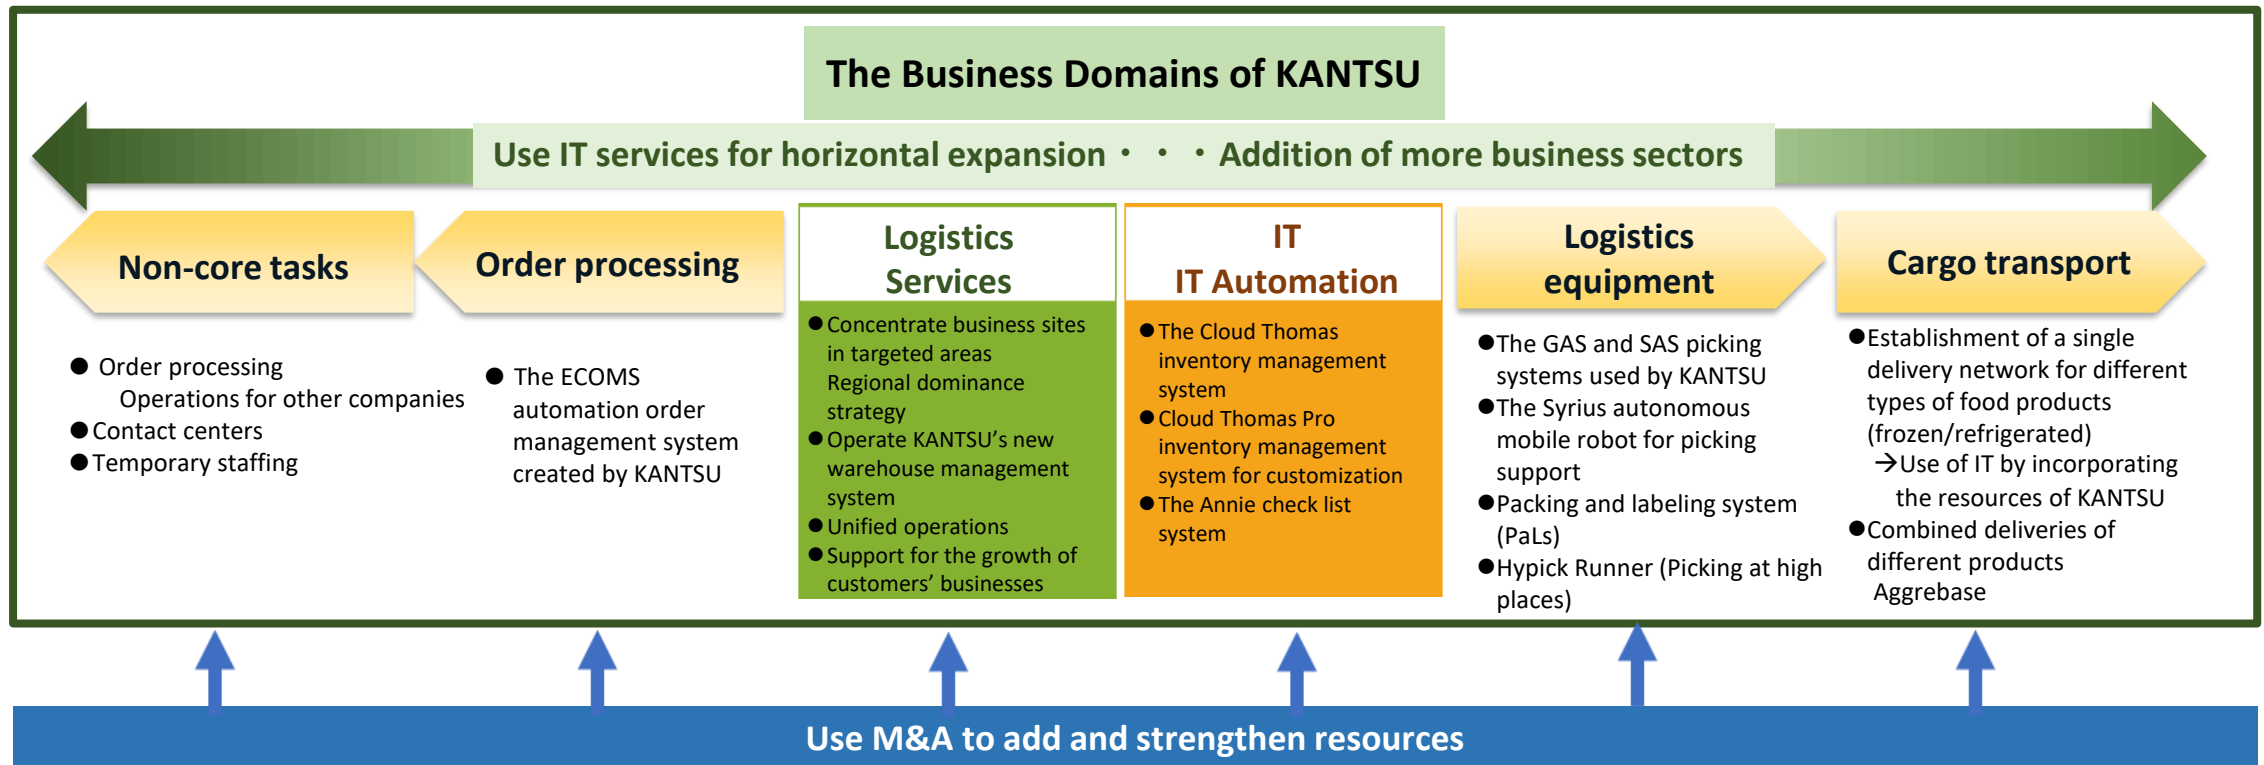 The Business Domains of KANTSU
Use IT services for horizontal expansion・・・Addition of more business sectors
Non-core tasks
● Order processing
Operations for other companies
●Contact centers
●Temporary staffing
Order processing
● The ECOMS
automation order
management system
created by KANTSU
Logistics
Services
●Concentrate business sites
in targeted areas
Regional dominance
strategy
●Operate KANTSU’s new
warehouse management
system
●Unified operations
●Support for the growth of
customers’ businesses
IT
IT Automation
●The Cloud Thomas
inventory management
system
●Cloud Thomas Pro
inventory management
system for customization
●The Annie check list
system
Logistics
equipment
●The GAS and SAS picking
systems used by KANTSU
●The Syrius autonomous
mobile robot for picking
support
●Packing and labeling system
(PaLs)
●Hypick Runner (Picking at high
places)
Cargo transport
●Establishment of a single
delivery network for different
types of food products
(frozen/refrigerated)
→Use of IT by incorporating
the resources of KANTSU
●Combined deliveries of
different products
Aggrebase
Use M&A to add and strengthen resources